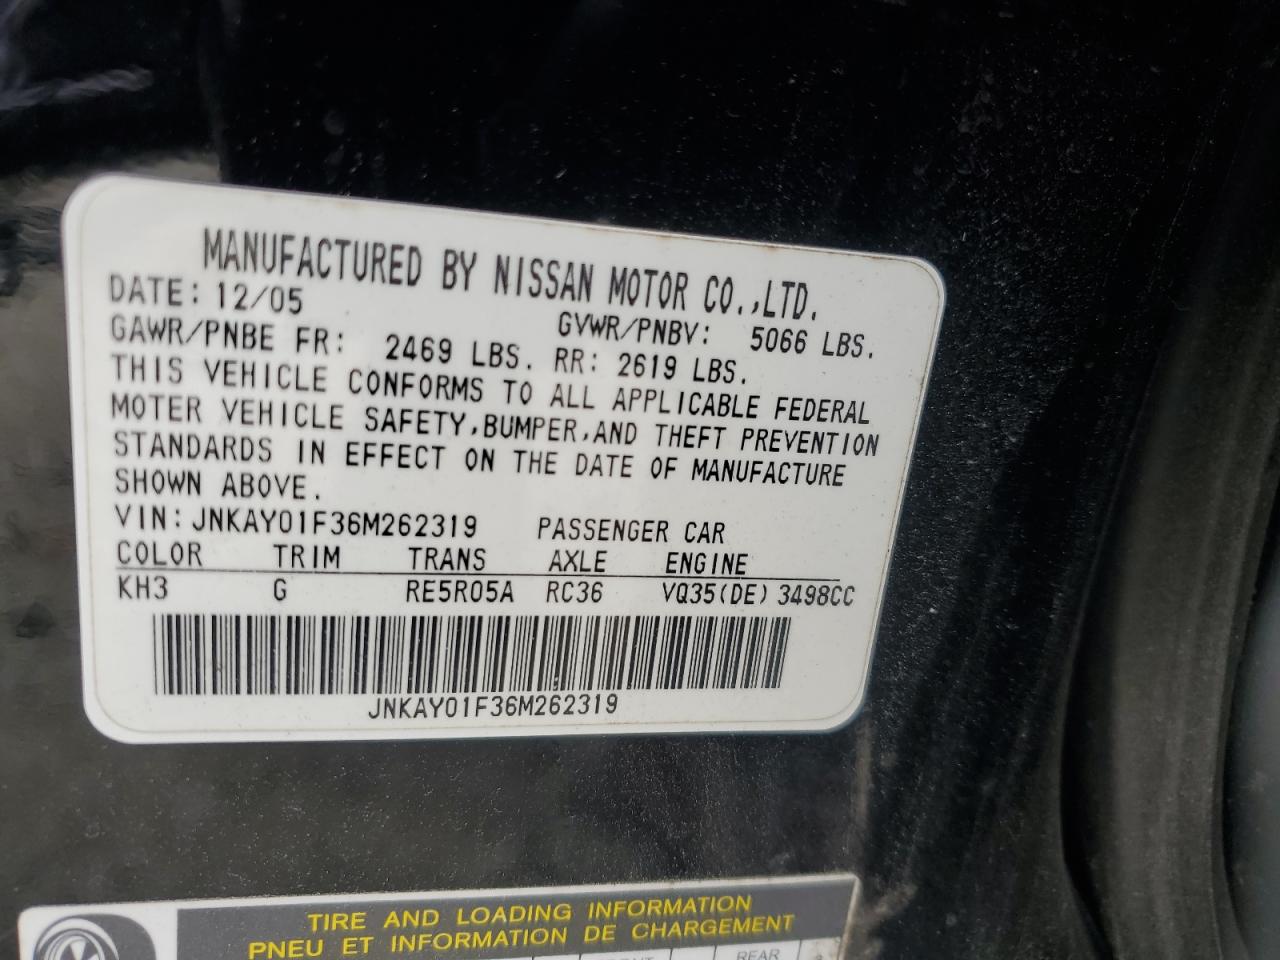 MANUFACTURED BY NISSAN MOTOR CO.,LTD.
DATE: 12/05 GVWR/PNBV: 5066 LBS.
GAWR/PNBE FR: 2469 LBS. RR: 2619 LBS.
THIS VEHICLE CONFORMS TO ALL APPLICABLE FEDERAL
MOTER VEHICLE SAFETY,BUMPER,AND THEFT PREVENTION
STANDARDS IN EFFECT ON THE DATE OF MANUFACTURE
SHOWN ABOVE.
VIN: JNKAY01F36M262319 PASSENGER CAR
COLOR TRIM TRANS AXLE ENGINE
KH3 G RE5R05A RC36 VQ35(DE) 3498CC
JNKAY01F36M262319
TIRE AND LOADING INFORMATION
PNEU ET INFORMATION DE CHARGEMENT
REAR